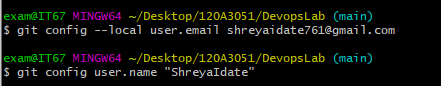 exam@IT67 MINGW64 ~/Desktop/120A3051/DevopsLab (main)
$ git config --local user.email shreyaidate761@gmail.com
exam@IT67 MINGW64 ~/Desktop/120A3051/DevopsLab (main)
$ git config user.name "ShreyaIdate"